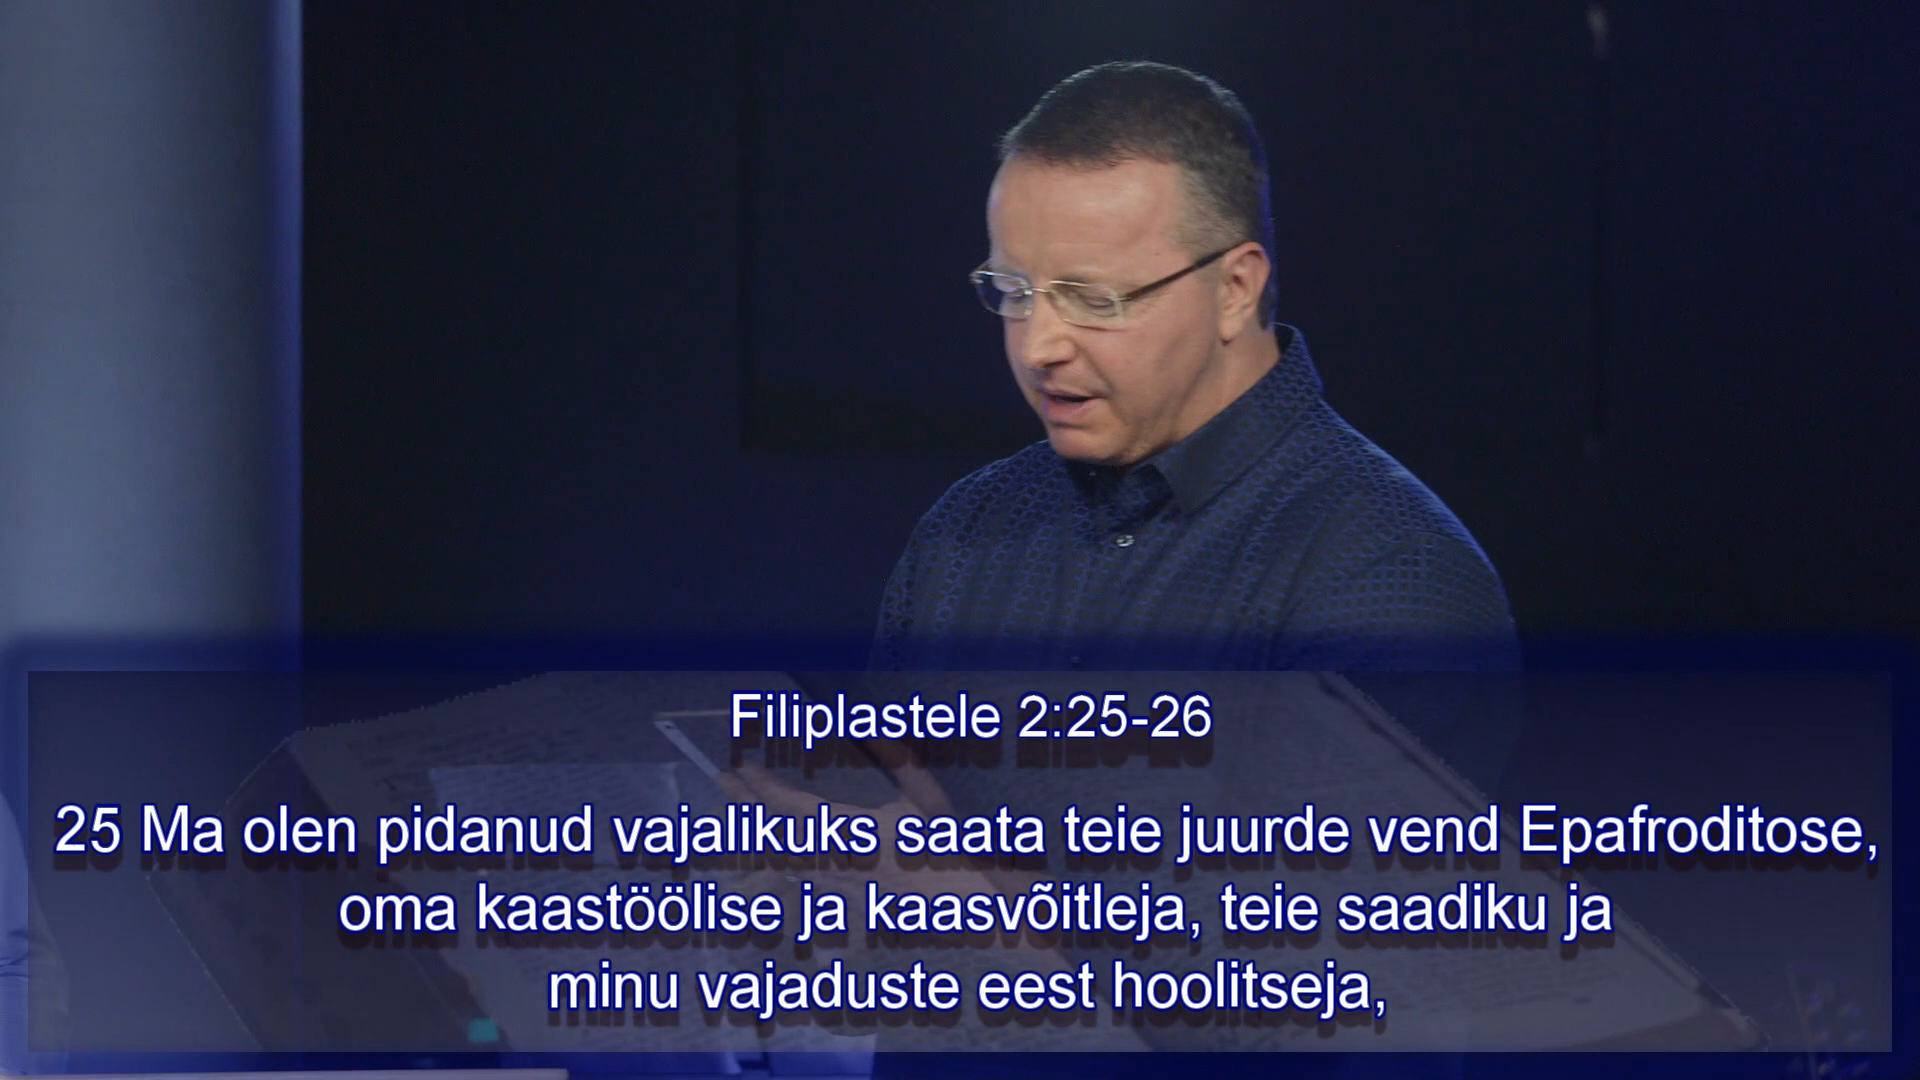 Filiplastele 2:25-26
25 Ma olen pidanud vajalikuks saata teie juurde vend Epafroditose,
oma kaastöölise ja kaasvõitleja, teie saadiku ja
minu vajaduste eest hoolitseja,